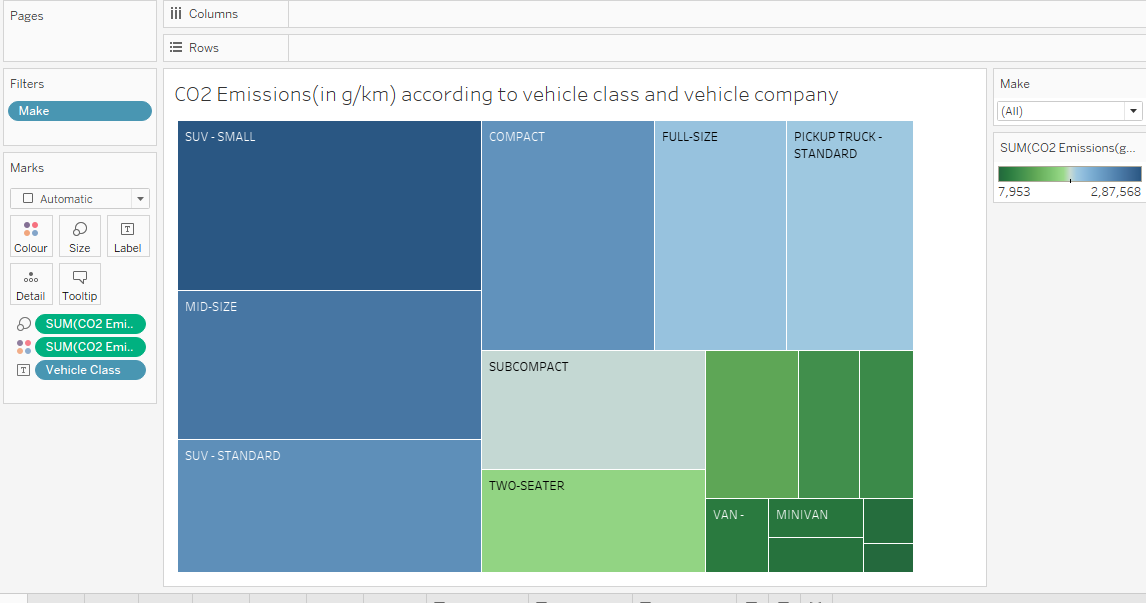 Pages
Columns
Rows
Filters
Make
Marks
Automatic
Colour
Size
Label
Detail
Tooltip
SUM(CO2 Emi..
SUM(CO2 Emi..
Vehicle Class
CO2 Emissions(in g/km) according to vehicle class and vehicle company
SUV - SMALL
COMPACT
FULL-SIZE
PICKUP TRUCK -
STANDARD
MID-SIZE
SUBCOMPACT
SUV - STANDARD
TWO-SEATER
VAN -
MINIVAN
Make
(All)
SUM(CO2 Emissions(g...
7,953 2,87,568